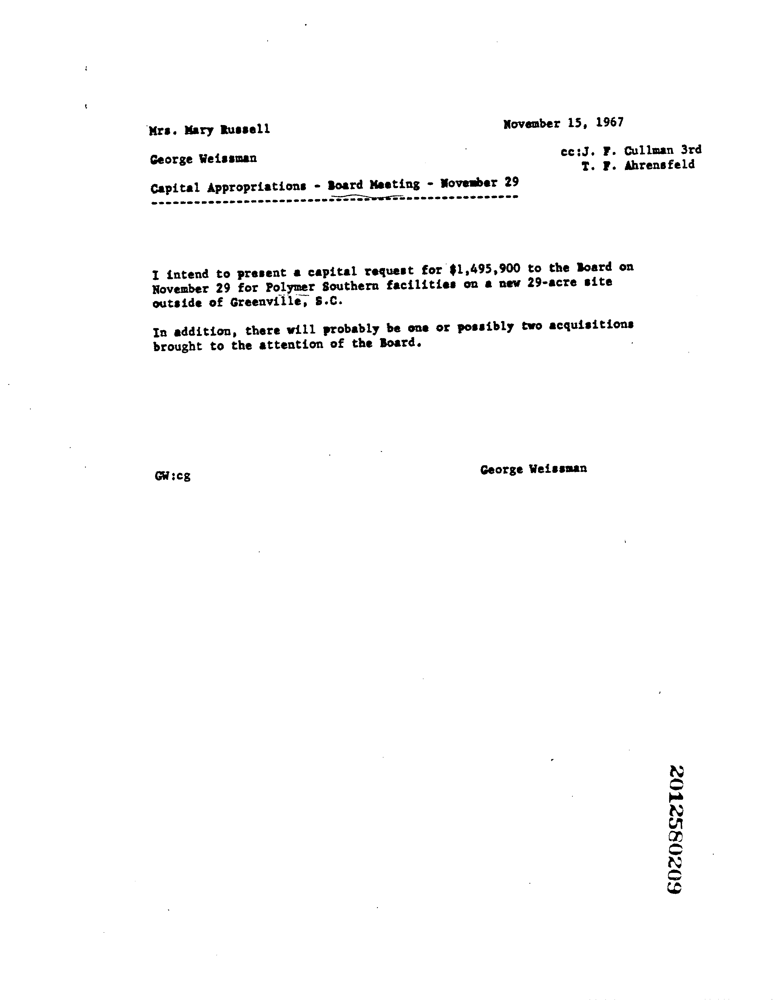 Mrs. Mary Russell
November 15, 1967
George Weissman
cc:J. F. Cullman 3rd
T. F. Ahrensfeld
Capital Appropriations - Board Meeting - November 29
I intend to present a capital request for $1,495,900 to the Board on
November 29 for Polymer Southern facilities on a new 29-acre site
outside of Greenville, S.C.
In addition, there will probably be one or possibly two acquisitions
brought to the attention of the Board.
GW:cg
George Weissman
2012580209